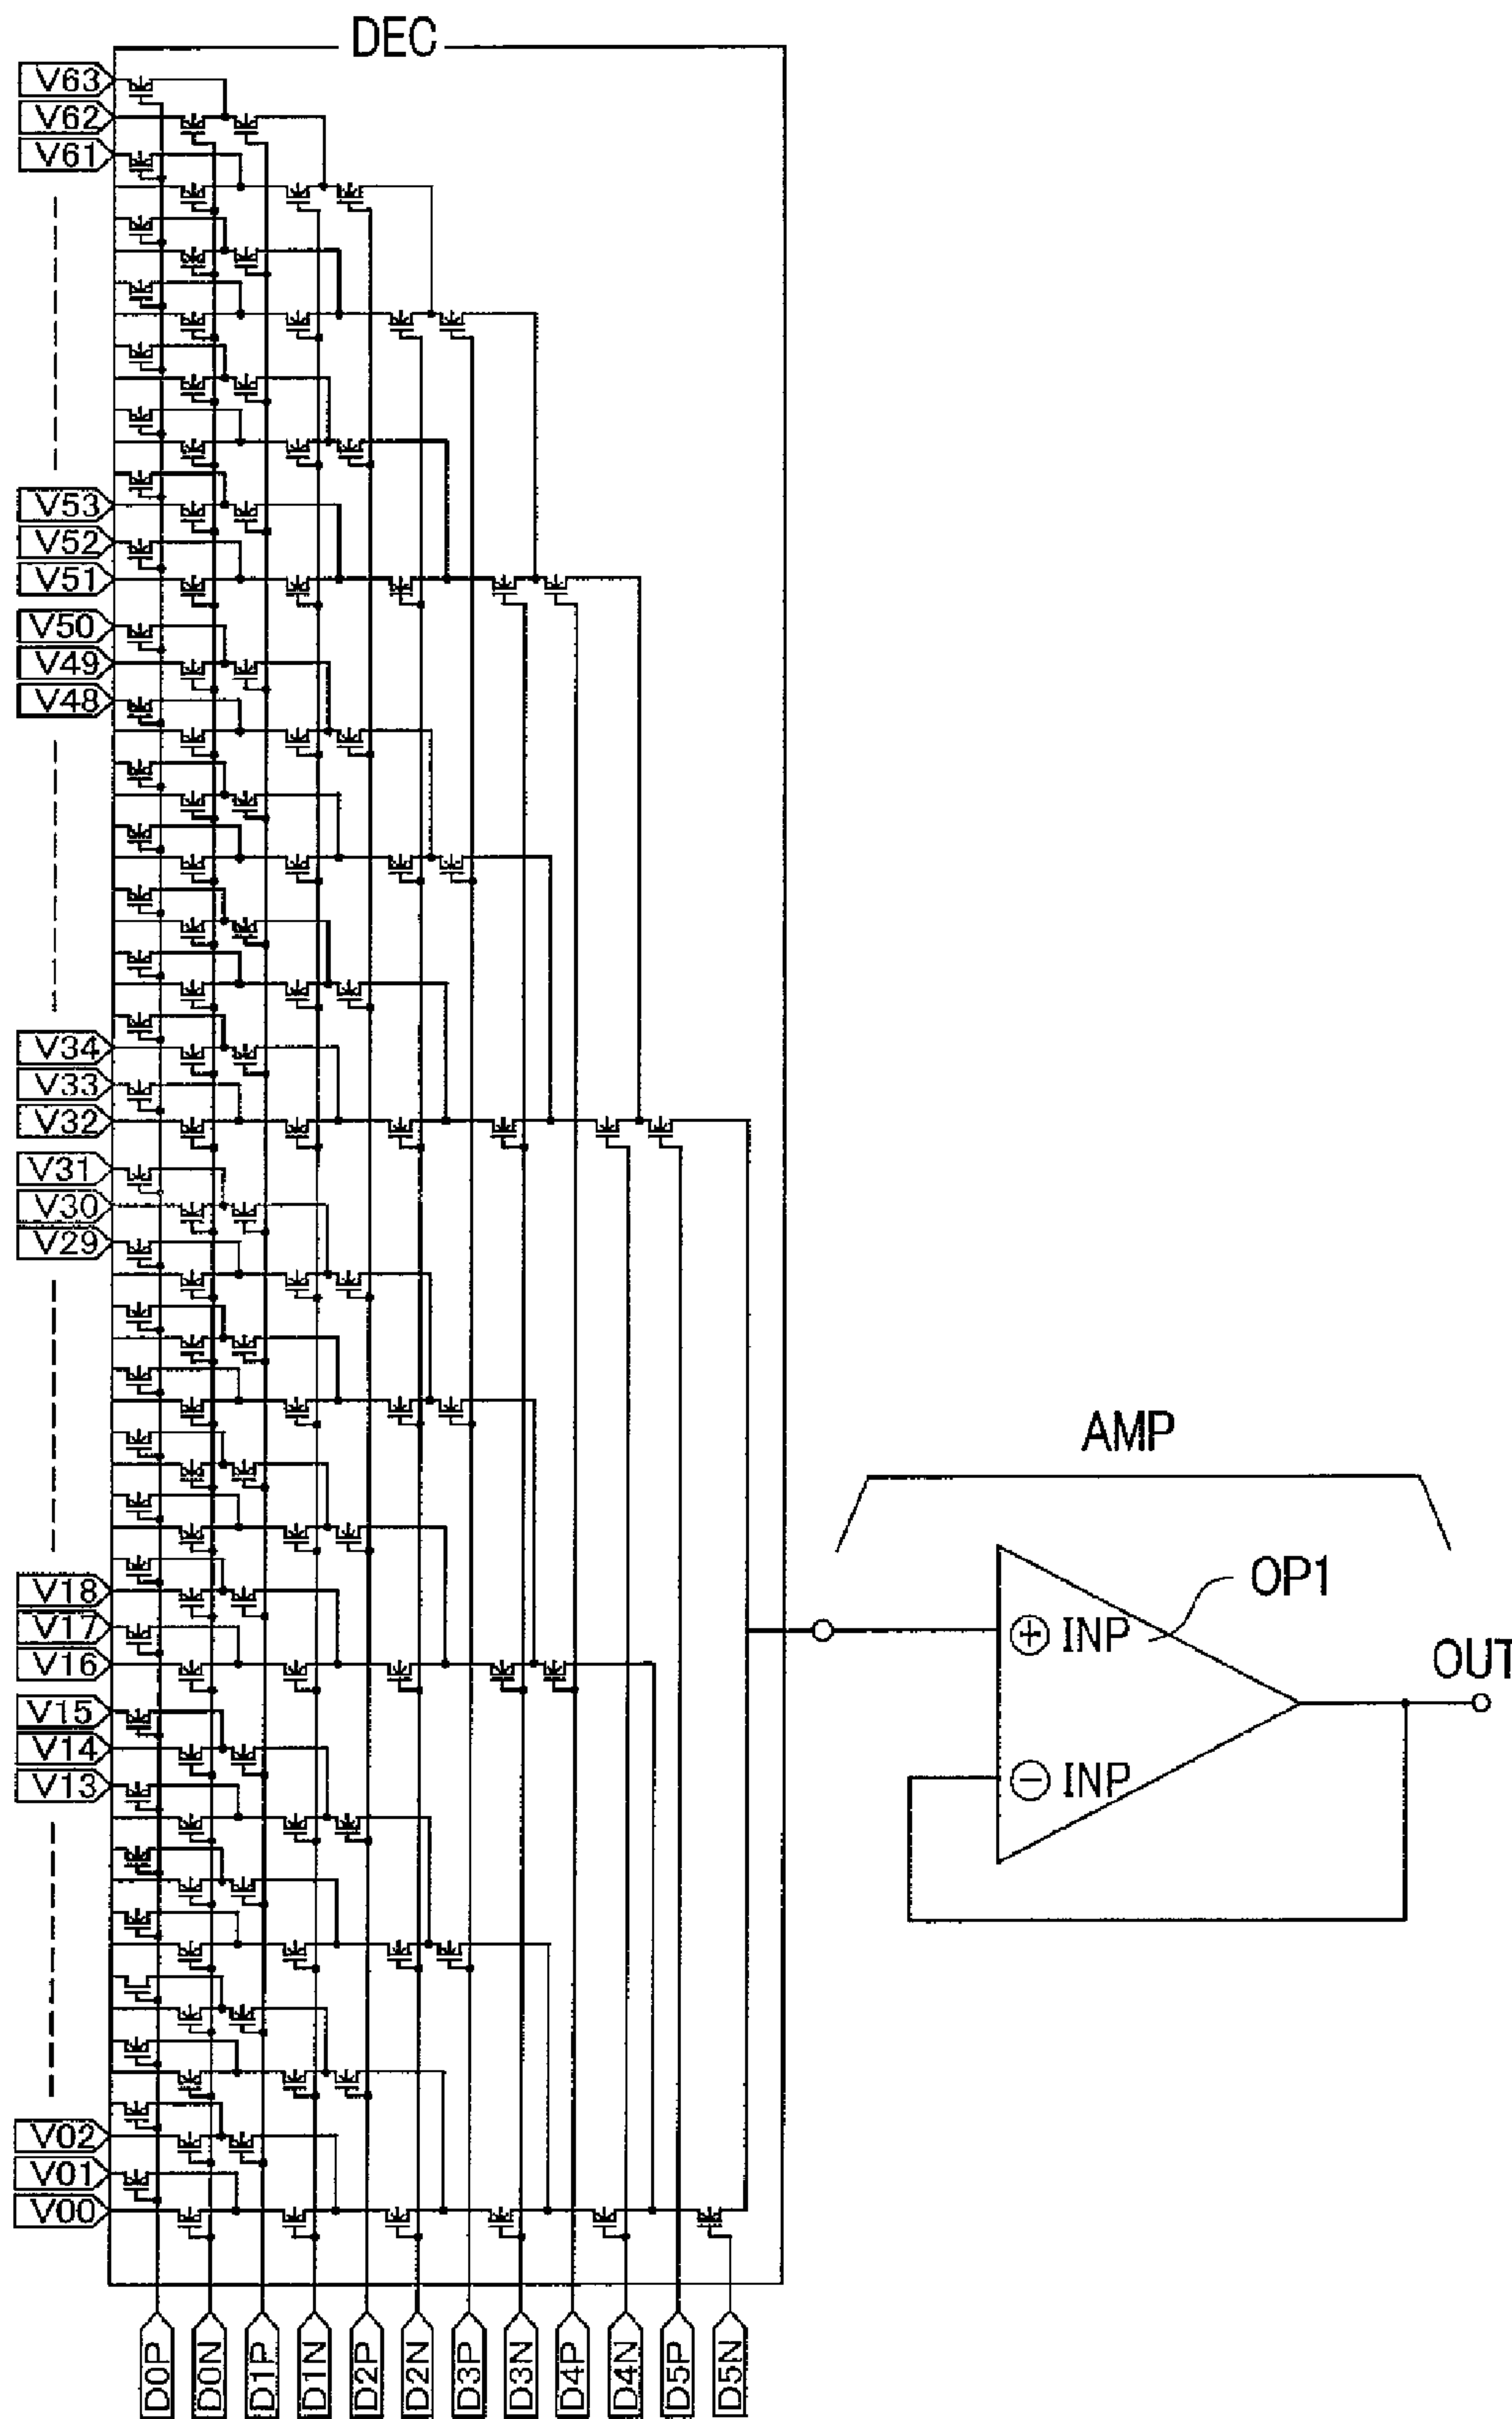 DEC
V63
V62
V61
V53
V52
V51
V50
V49
V48
V34
V33
V32
V31
V30
V29
AMP
V18
V17
V16
OP1
⊕ INP
OUT
V15
V14
V13
⊖ INP
V02
V01
V00
D0P
D0N
D1P
D1N
D2P
D2N
D3P
D3N
D4P
D4N
D5P
D5N